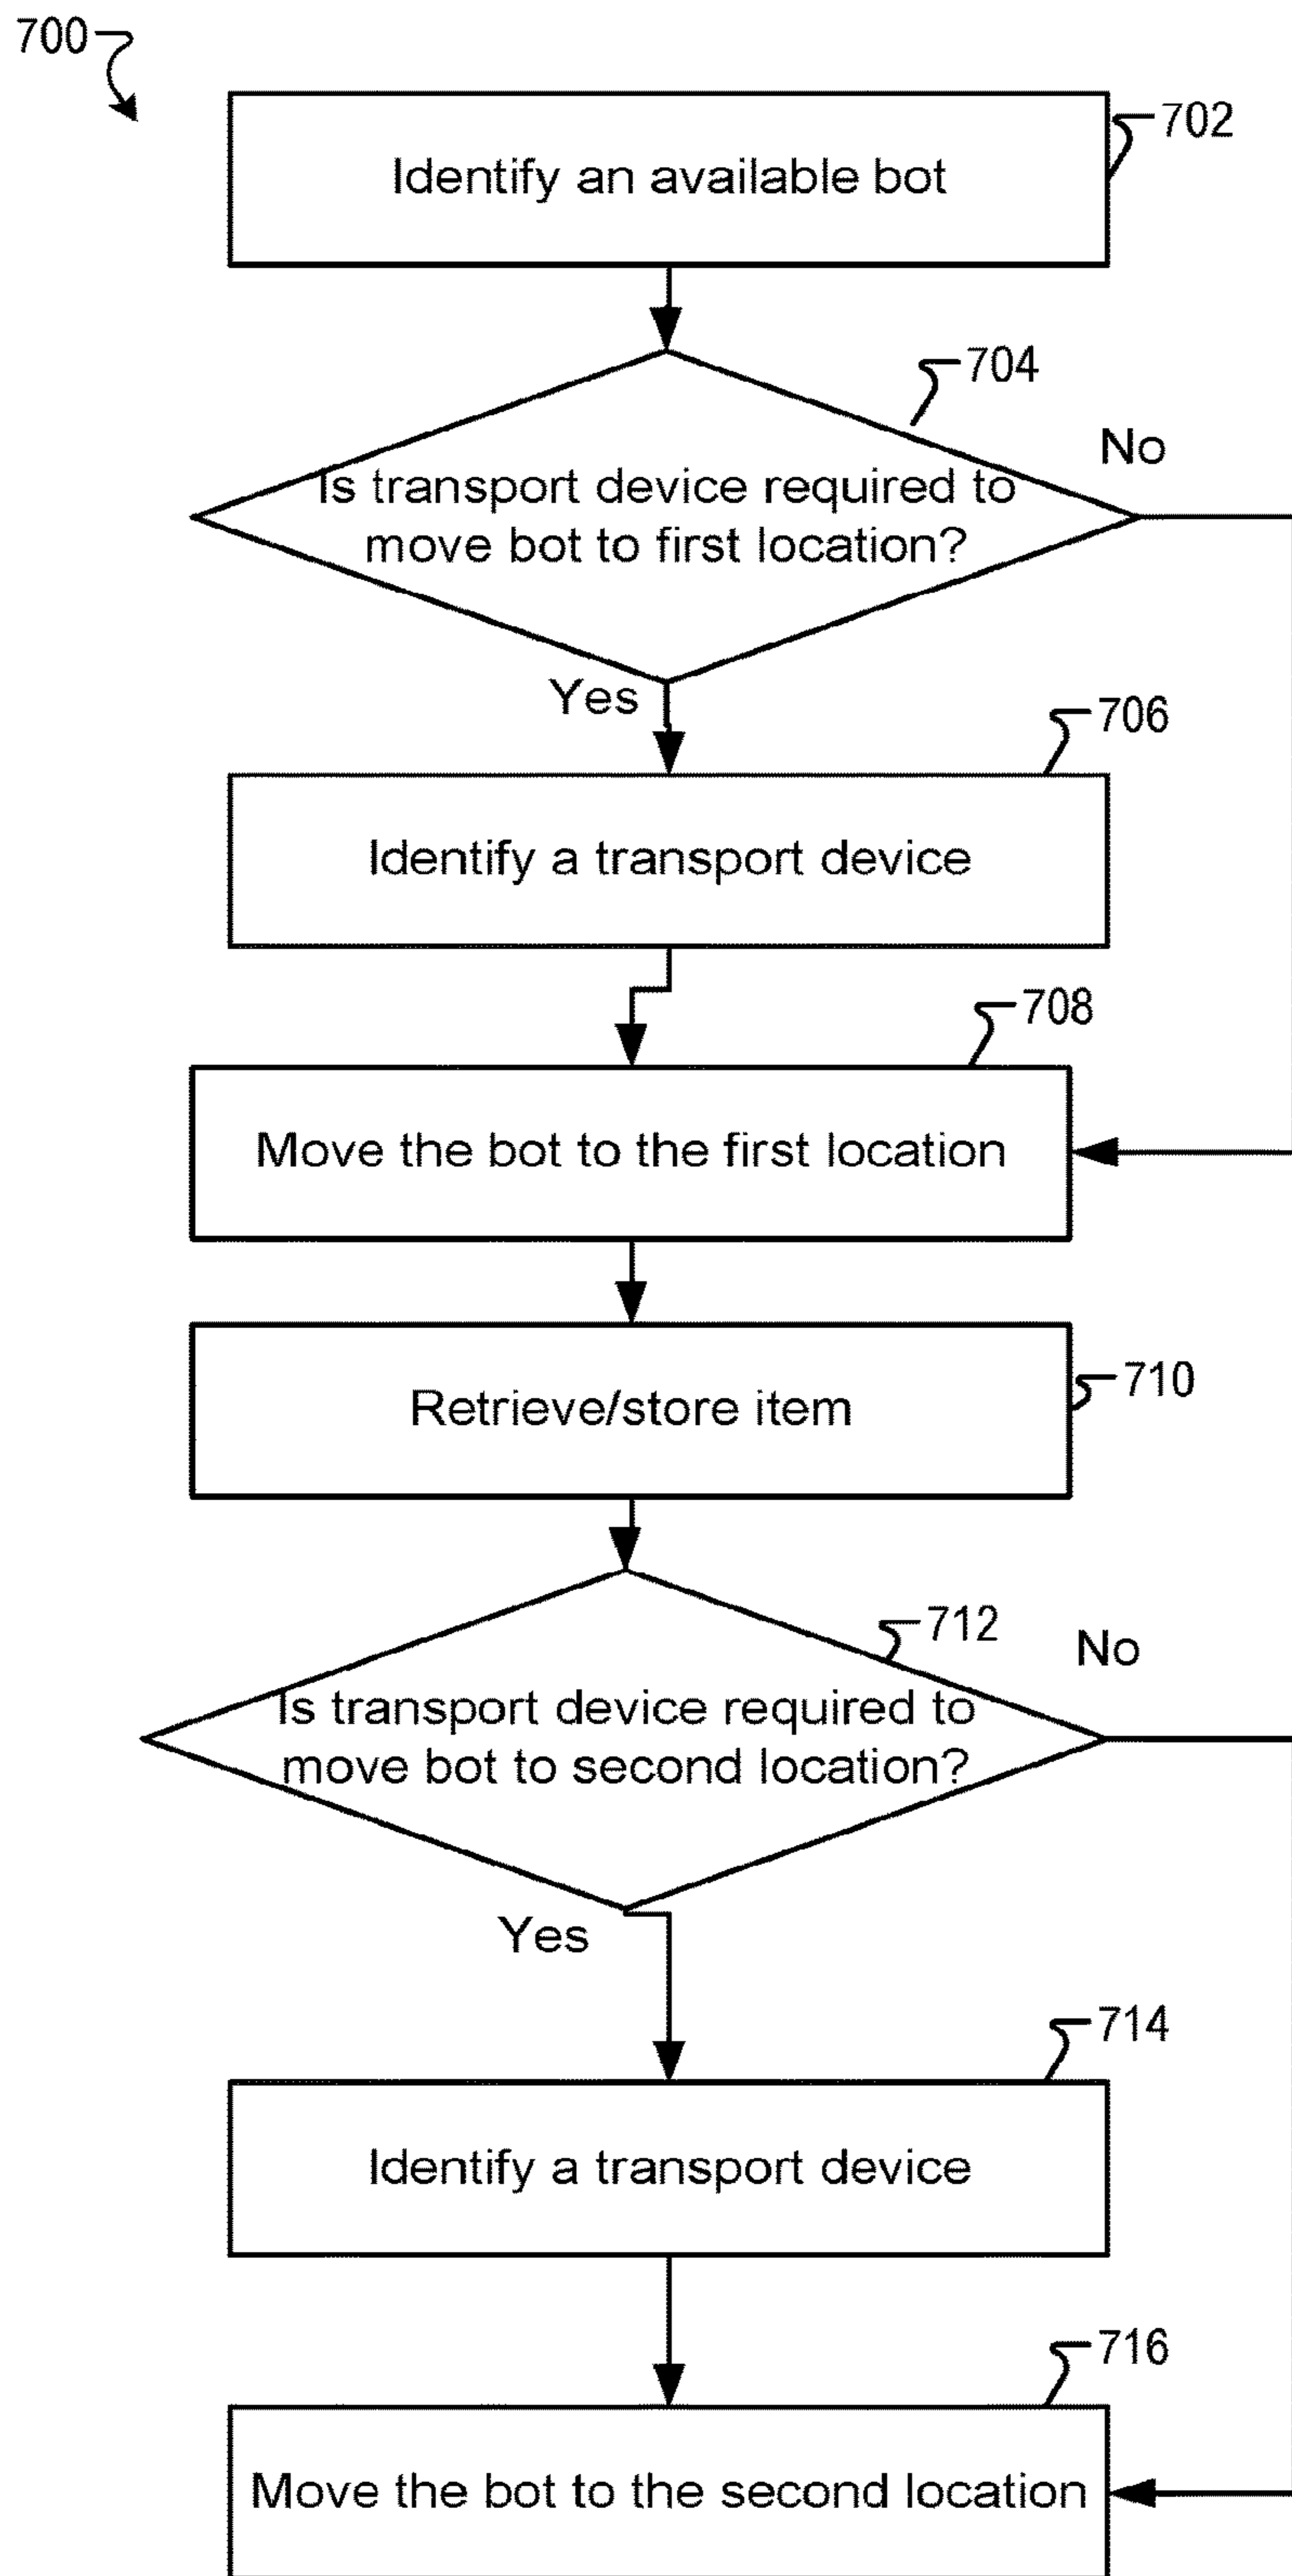 700
702
Identify an available bot
704
No
Is transport device required to
move bot to first location?
Yes
706
Identify a transport device
708
Move the bot to the first location
710
Retrieve/store item
712
No
Is transport device required to
move bot to second location?
Yes
714
Identify a transport device
716
Move the bot to the second location